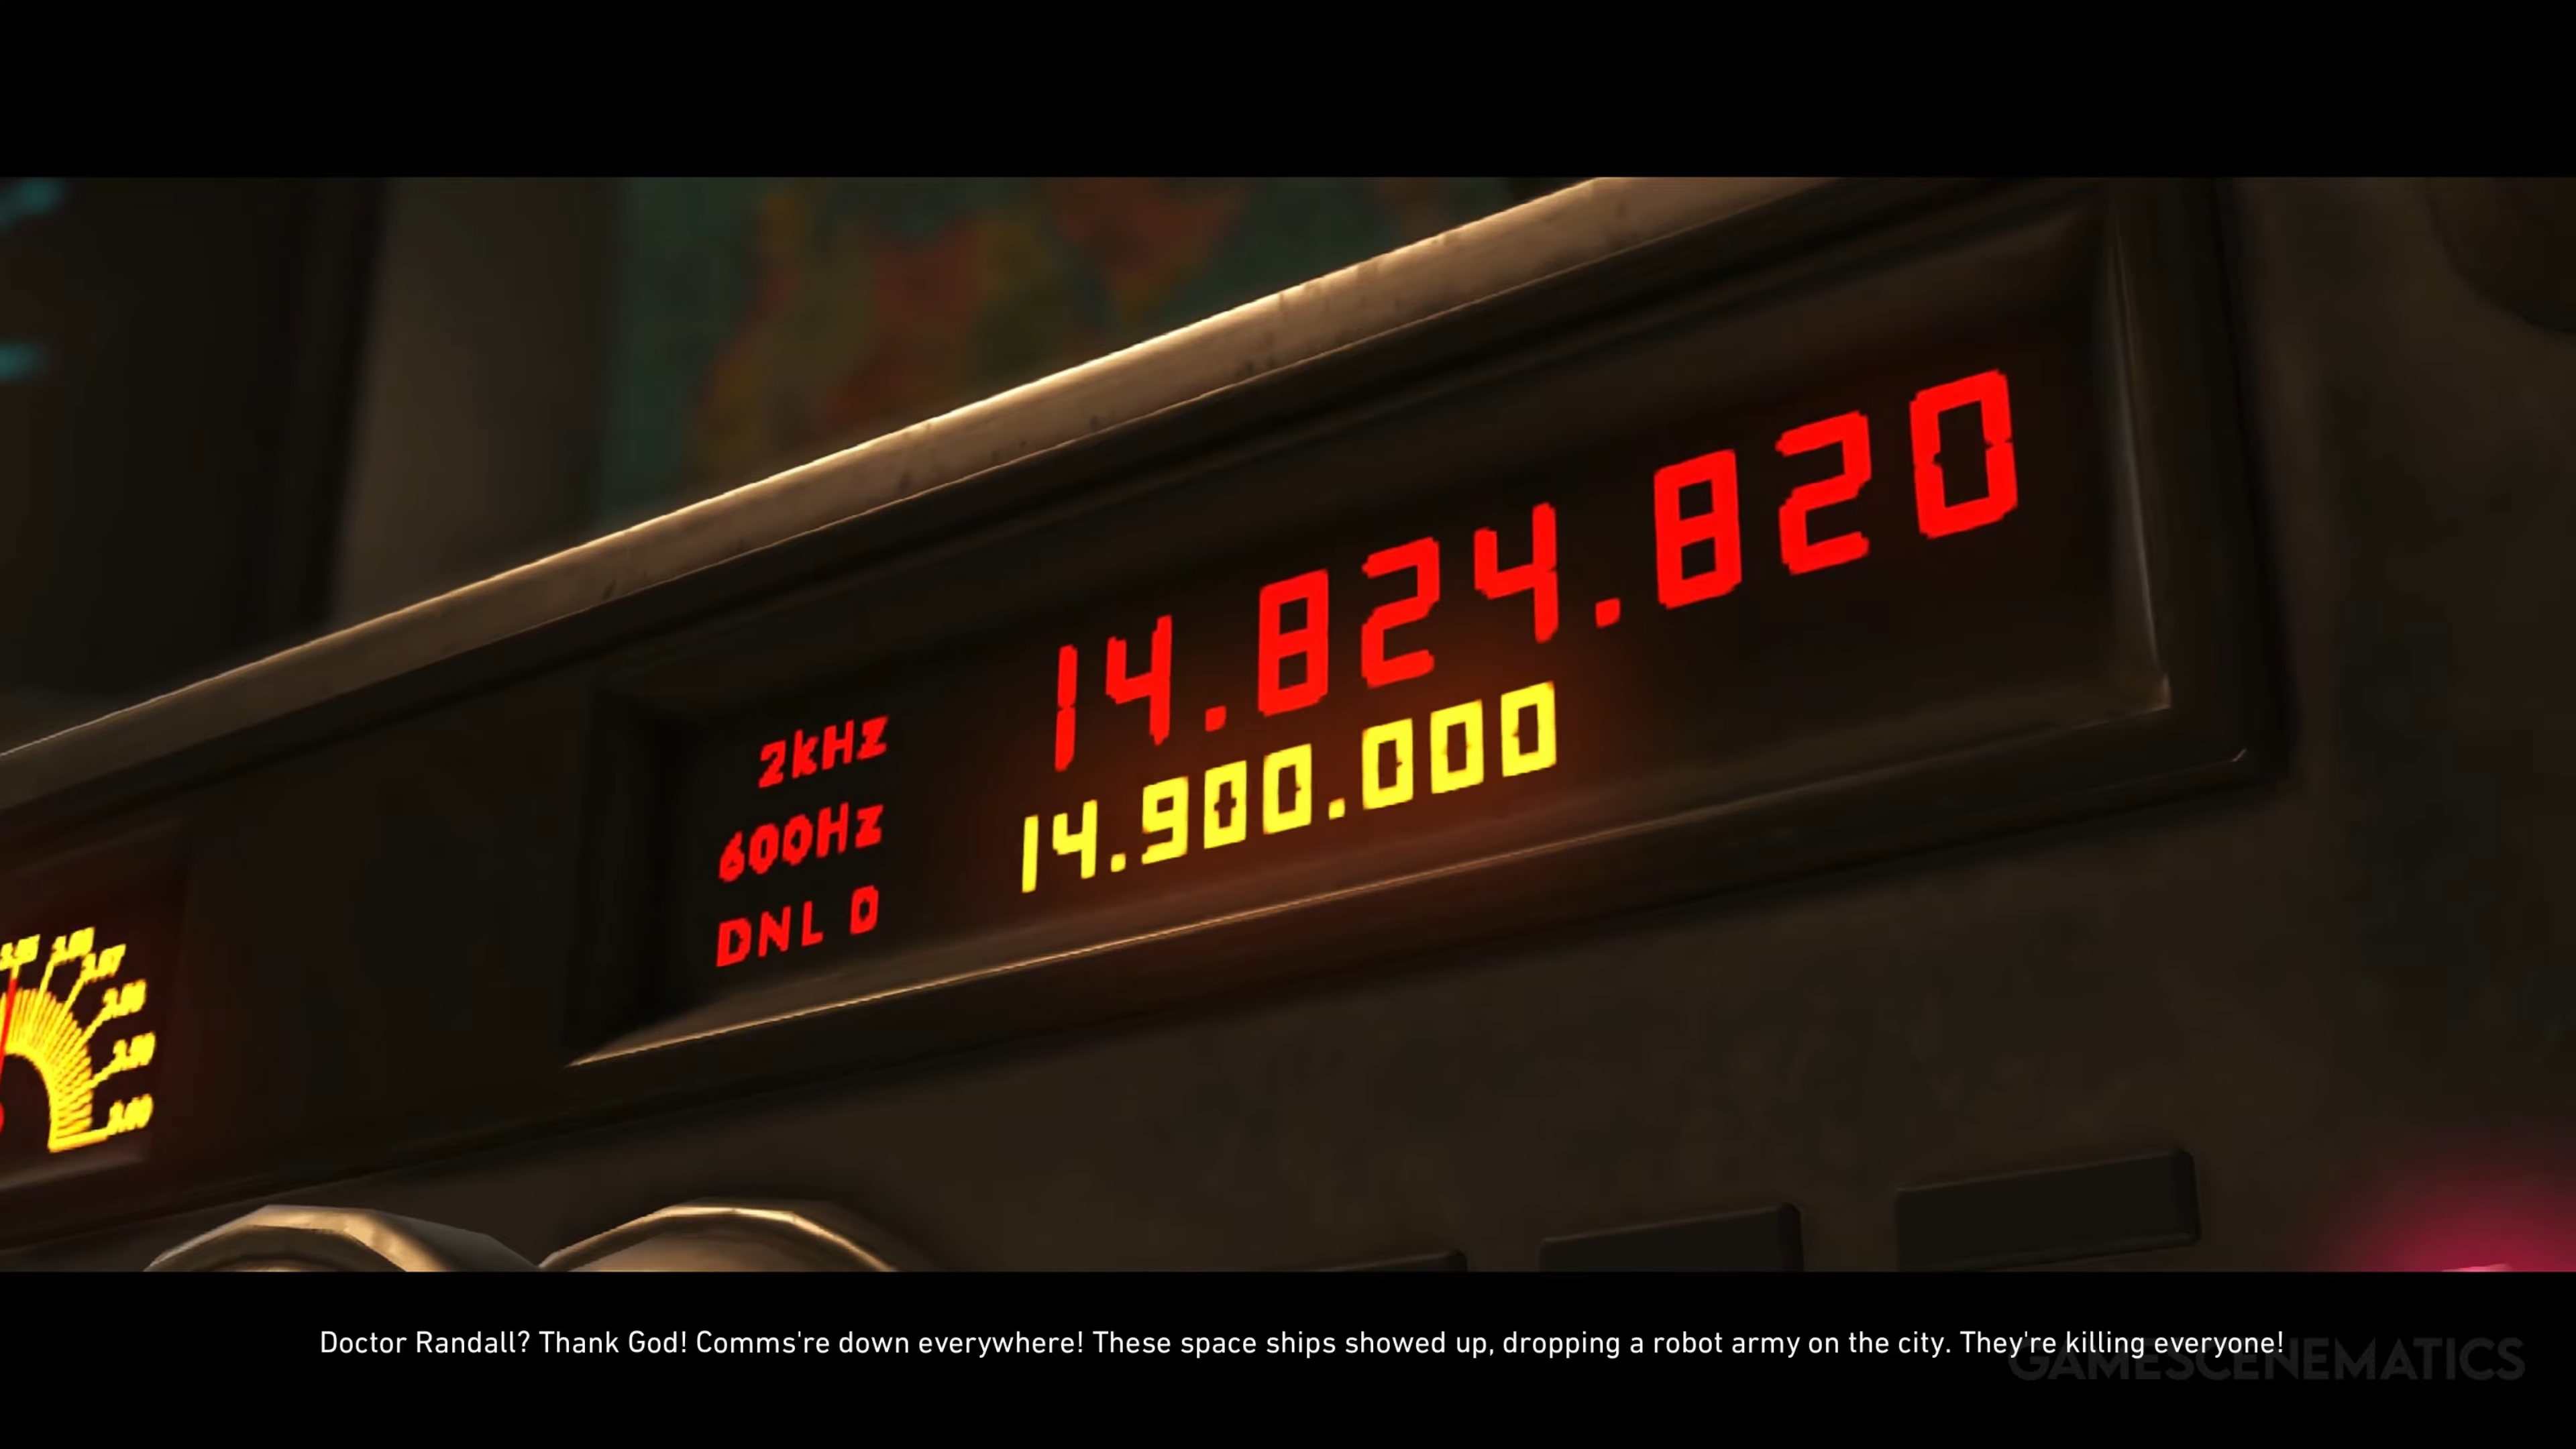 14.824.820
2kHz
14.900.000
600Hz
DNL 0
Doctor Randall? Thank God! Comms're down everywhere! These space ships showed up, dropping a robot army on the city. They're killing everyone!
GAMESCENEMATICS